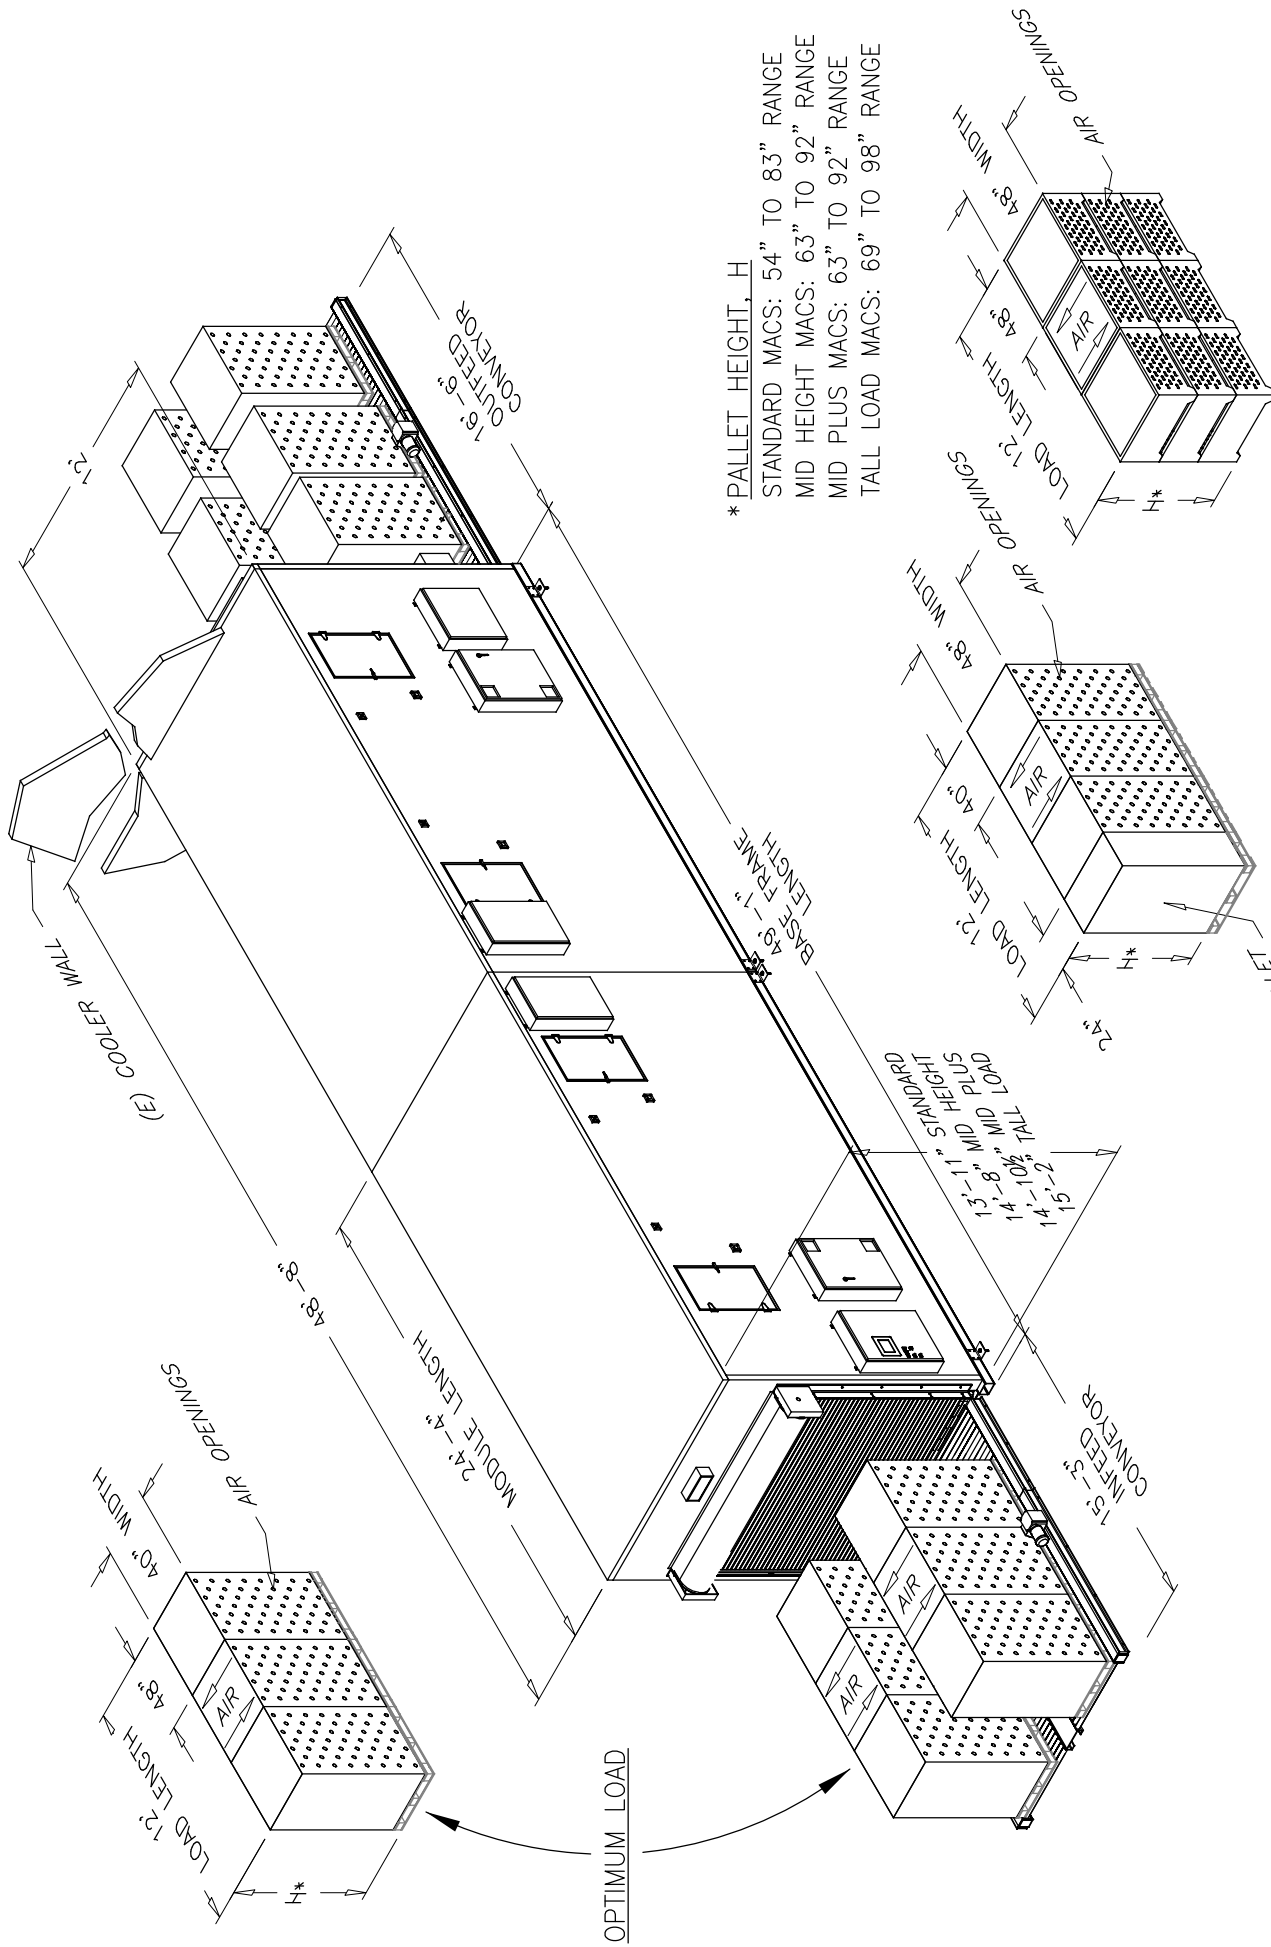 (E) COOLER WALL
12'
16'-6"
OUTFEED
CONVEYOR
48'-8"
24'-4"
MODULE LENGTH
49'-1"
BASE FRAME
LENGTH
13'-11" STANDARD
14'-8" MID HEIGHT
14'-10½" MID PLUS
15'-2" TALL LOAD
15'-3"
INFEED
CONVEYOR
AIR
AIR
OPTIMUM LOAD
12'
LOAD LENGTH
48"
40" WIDTH
AIR OPENINGS
AIR
H*
* PALLET HEIGHT, H
STANDARD MACS: 54" TO 83" RANGE
MID HEIGHT MACS: 63" TO 92" RANGE
MID PLUS MACS: 63" TO 92" RANGE
TALL LOAD MACS: 69" TO 98" RANGE
24"
12'
LOAD LENGTH
40"
48" WIDTH
AIR OPENINGS
AIR
H*
12'
LOAD LENGTH
48"
48" WIDTH
AIR OPENINGS
AIR
H*